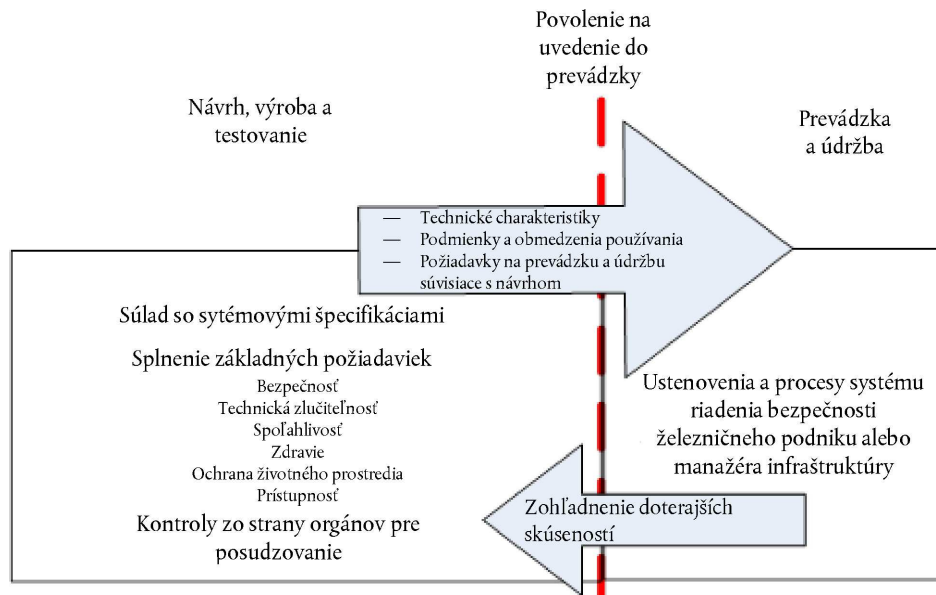 Povolenie na
uvedenie do
prevádzky
Návrh, výroba a
testovanie
Prevádzka
a údržba
— Technické charakteristiky
— Podmienky a obmedzenia používania
— Požiadavky na prevádzku a údržbu
súvisiace s návrhom
Súlad so sytémovými špecifikáciami
Splnenie základných požiadaviek
Bezpečnosť
Technická zlučiteľnosť
Spoľahlivosť
Zdravie
Ochrana životného prostredia
Prístupnosť
Kontroly zo strany orgánov pre
posudzovanie
Ustenovenia a procesy systému
riadenia bezpečnosti
železničneho podniku alebo
manažéra infraštruktúry
Zohľadnenie doterajších
skúseností